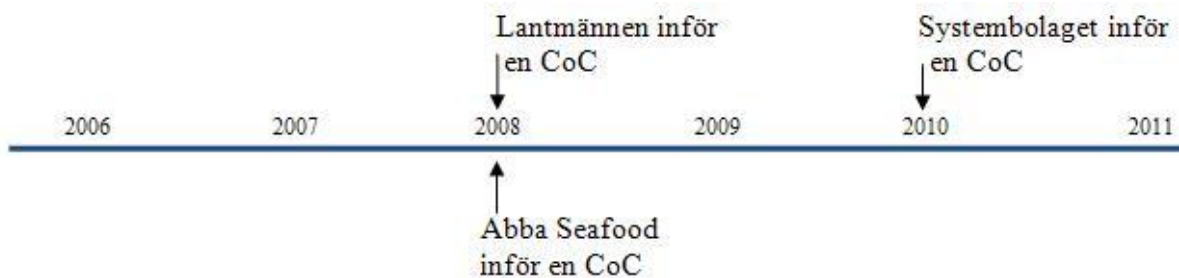 Lantmännen inför
en CoC
Systembolaget inför
en CoC
2006 2007 2008 2009 2010 2011
Abba Seafood
inför en CoC